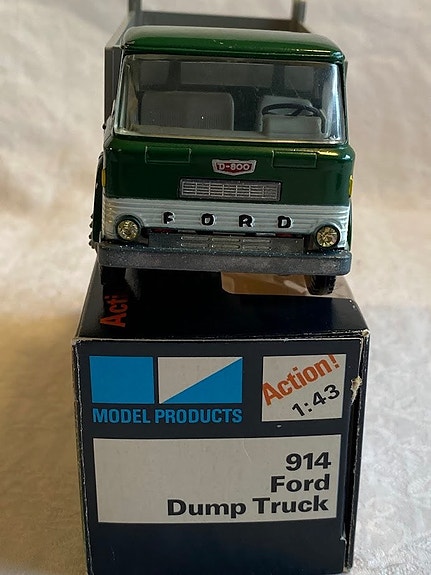 D-800
FORD
Acti
MODEL PRODUCTS
Action!
1:43
914
Ford
Dump Truck